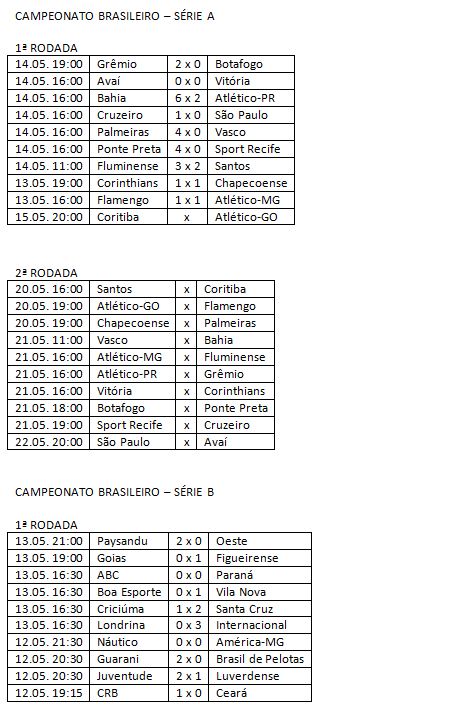 CAMPEONATO BRASILEIRO – SÉRIE A
1ª RODADA
14.05. 19:00 Grêmio 2 x 0 Botafogo
14.05. 16:00 Avaí 0 x 0 Vitória
14.05. 16:00 Bahia 6 x 2 Atlético-PR
14.05. 16:00 Cruzeiro 1 x 0 São Paulo
14.05. 16:00 Palmeiras 4 x 0 Vasco
14.05. 16:00 Ponte Preta 4 x 0 Sport Recife
14.05. 11:00 Fluminense 3 x 2 Santos
13.05. 19:00 Corinthians 1 x 1 Chapecoense
13.05. 16:00 Flamengo 1 x 1 Atlético-MG
15.05. 20:00 Coritiba x Atlético-GO
2ª RODADA
20.05. 16:00 Santos x Coritiba
20.05. 19:00 Atlético-GO x Flamengo
20.05. 19:00 Chapecoense x Palmeiras
21.05. 11:00 Vasco x Bahia
21.05. 16:00 Atlético-MG x Fluminense
21.05. 16:00 Atlético-PR x Grêmio
21.05. 16:00 Vitória x Corinthians
21.05. 18:00 Botafogo x Ponte Preta
21.05. 19:00 Sport Recife x Cruzeiro
22.05. 20:00 São Paulo x Avaí
CAMPEONATO BRASILEIRO – SÉRIE B
1ª RODADA
13.05. 21:00 Paysandu 2 x 0 Oeste
13.05. 19:00 Goias 0 x 1 Figueirense
13.05. 16:30 ABC 0 x 0 Paraná
13.05. 16:30 Boa Esporte 0 x 1 Vila Nova
13.05. 16:30 Criciúma 1 x 2 Santa Cruz
13.05. 16:30 Londrina 0 x 3 Internacional
12.05. 21:30 Náutico 0 x 0 América-MG
12.05. 20:30 Guarani 2 x 0 Brasil de Pelotas
12.05. 20:30 Juventude 2 x 1 Luverdense
12.05. 19:15 CRB 1 x 0 Ceará